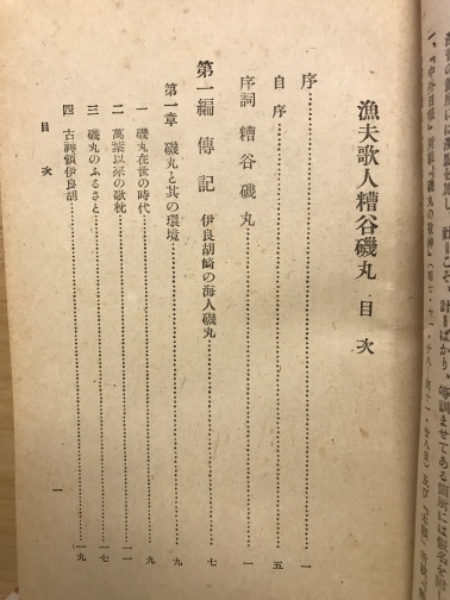 漁夫歌人糟谷磯丸 目次
序……一
自序……五
序詞 糟谷磯丸……一
第一編 傳記 伊良胡崎の海人磯丸……七
第一章 磯丸と其の環境……九
一 磯丸在世の時代……九
二 萬葉以來の歌枕……一一
三 磯丸のふるさと……一七
四 古神領伊良胡……一九
目次
一